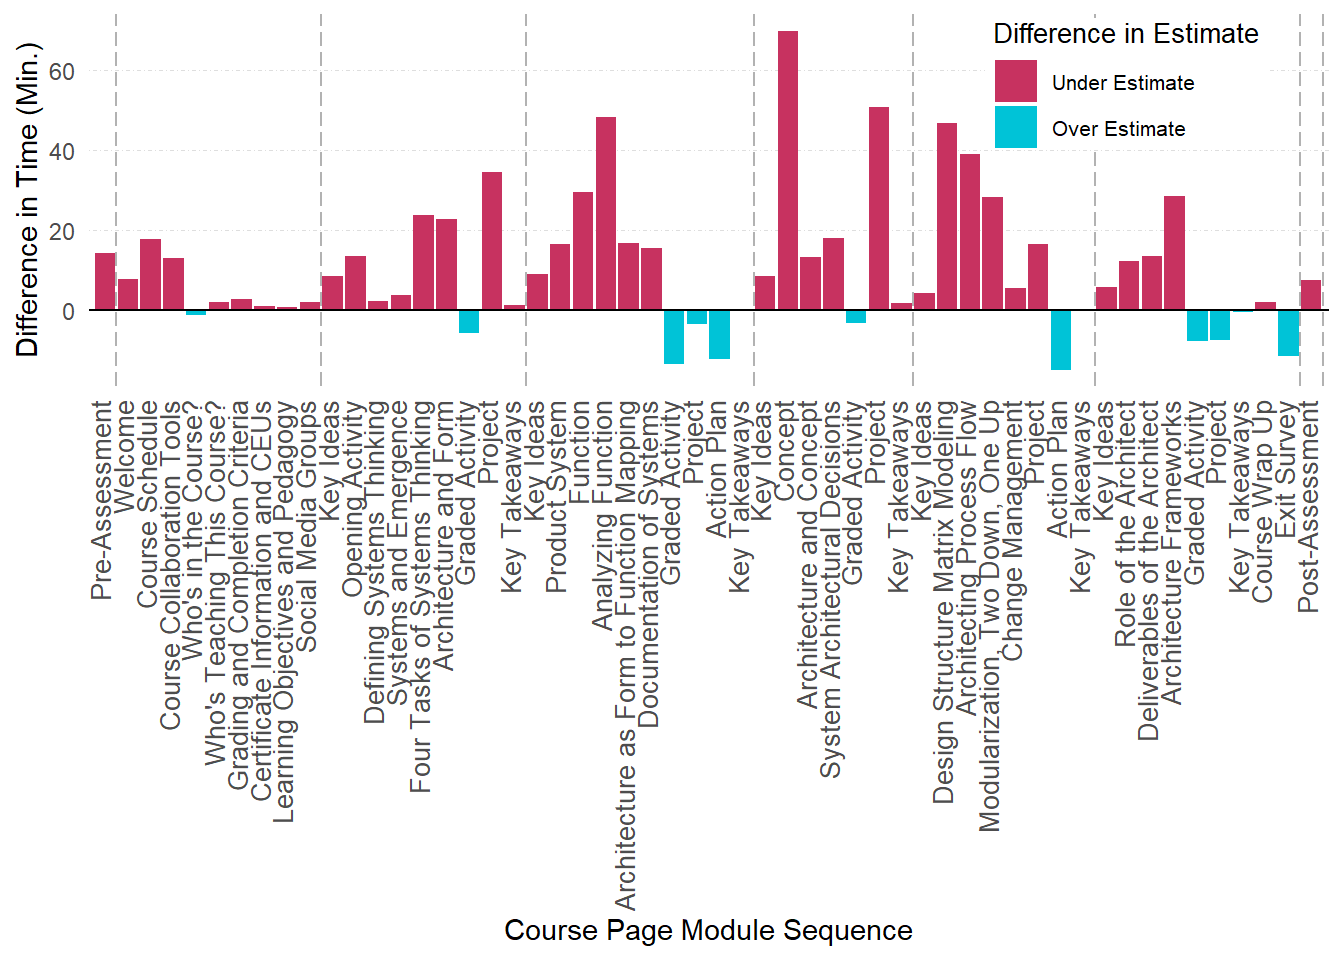 Difference in Estimate
Under Estimate
Over Estimate
Difference in Time (Min.)
60
40
20
0
Pre-Assessment
Welcome
Course Schedule
Course Collaboration Tools
Who's in the Course?
Who's Teaching This Course?
Grading and Completion Criteria
Certificate Information and CEUs
Learning Objectives and Pedagogy
Social Media Groups
Key Ideas
Opening Activity
Defining Systems Thinking
Systems and Emergence
Four Tasks of Systems Thinking
Architecture and Form
Graded Activity
Project
Key Takeaways
Key Ideas
Product System
Function
Analyzing Function
Architecture as Form to Function Mapping
Documentation of Systems
Graded Activity
Project
Action Plan
Key Takeaways
Key Ideas
Concept
Architecture and Concept
System Architectural Decisions
Graded Activity
Project
Key Takeaways
Key Ideas
Design Structure Matrix Modeling
Architecting Process Flow
Modularization, Two Down, One Up
Change Management
Project
Action Plan
Key Takeaways
Key Ideas
Role of the Architect
Deliverables of the Architect
Architecture Frameworks
Graded Activity
Project
Key Takeaways
Course Wrap Up
Exit Survey
Post-Assessment
Course Page Module Sequence